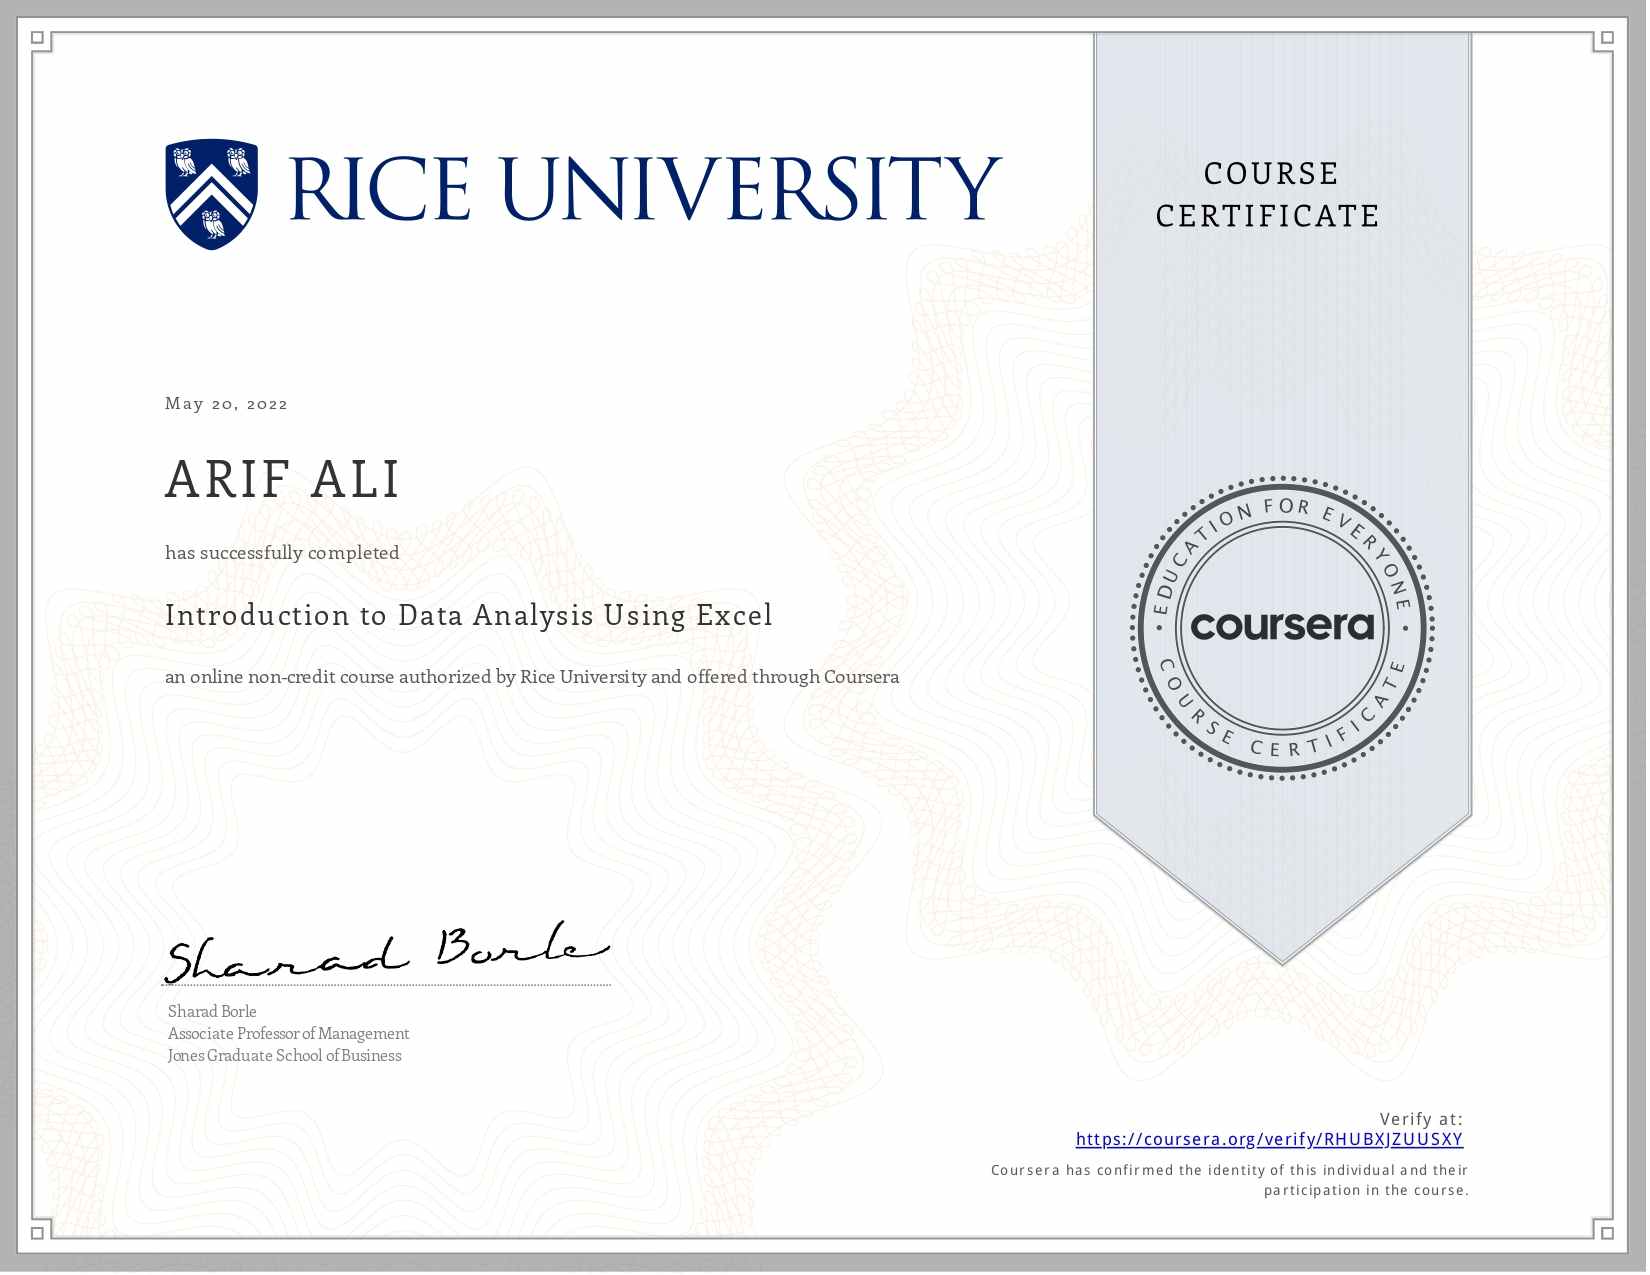 RICE UNIVERSITY
COURSE
CERTIFICATE
May 20, 2022
ARIF ALI
has successfully completed
Introduction to Data Analysis Using Excel
an online non-credit course authorized by Rice University and offered through Coursera
EDUCATION FOR EVERYONE
coursera
COURSE CERTIFICATE
Sharad Borle
Sharad Borle
Associate Professor of Management
Jones Graduate School of Business
Verify at:
https://coursera.org/verify/RHUBXJZUUSXY
Coursera has confirmed the identity of this individual and their
participation in the course.